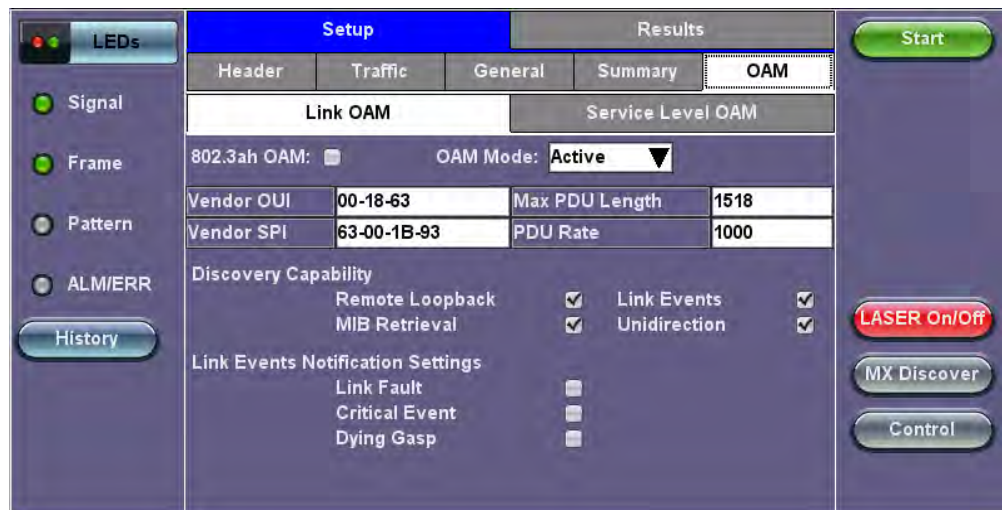 LEDs
Signal
Frame
Pattern
ALM/ERR
History
Setup Results
Header Traffic General Summary OAM
Link OAM Service Level OAM
802.3ah OAM: OAM Mode: Active
Vendor OUI 00-18-63 Max PDU Length 1518
Vendor SPI 63-00-1B-93 PDU Rate 1000
Discovery Capability
Remote Loopback Link Events
MIB Retrieval Unidirection
Link Events Notification Settings
Link Fault
Critical Event
Dying Gasp
Start
LASER On/Off
MX Discover
Control